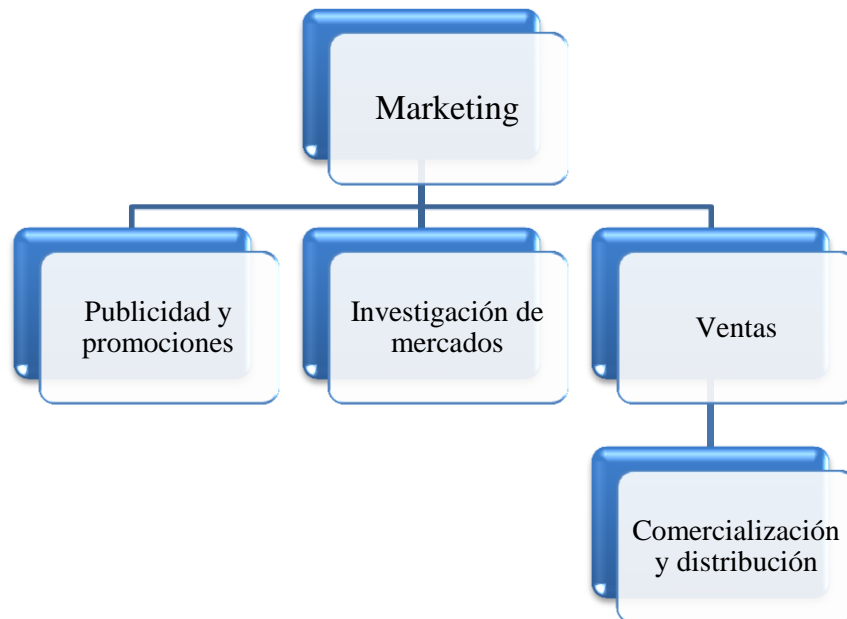 Marketing
Publicidad y
promociones
Investigación de
mercados
Ventas
Comercialización
y distribución